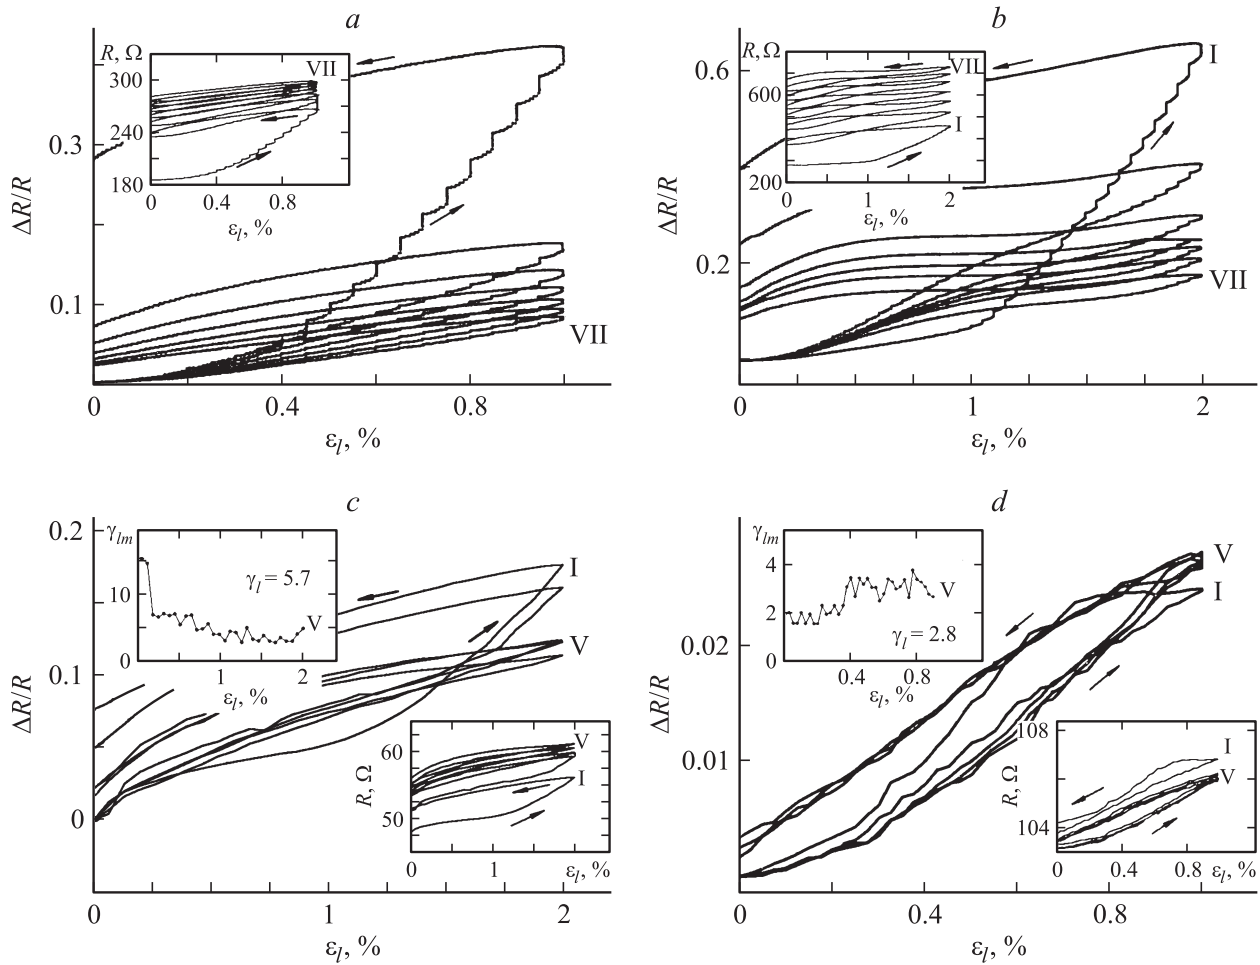 a
R, Ω
VII
300
240
180
0
0.4
0.8
ε_l, %
0.3
0.1
ΔR/R
VII
0
0.4
0.8
ε_l, %
b
R, Ω
VII
600
I
200
0
1
2
ε_l, %
I
0.6
0.2
ΔR/R
VII
0
1
2
ε_l, %
c
γ_lm
10
0
γ_l = 5.7
V
1
2
ε_l, %
0.2
0.1
0
ΔR/R
I
V
60
50
R, Ω
V
I
0
1
ε_l, %
0
1
2
ε_l, %
d
γ_lm
4
2
0
V
γ_l = 2.8
0.4
0.8
ε_l, %
0.02
0.01
ΔR/R
V
I
108
104
R, Ω
I
V
0
0.4
0.8
ε_l, %
0
0.4
0.8
ε_l, %